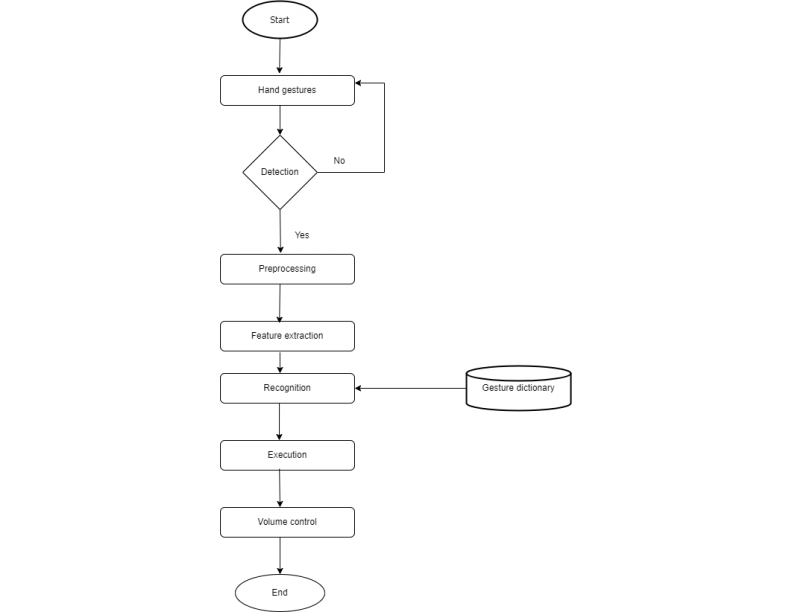 Start
Hand gestures
No
Detection
Yes
Preprocessing
Feature extraction
Recognition
Gesture dictionary
Execution
Volume control
End